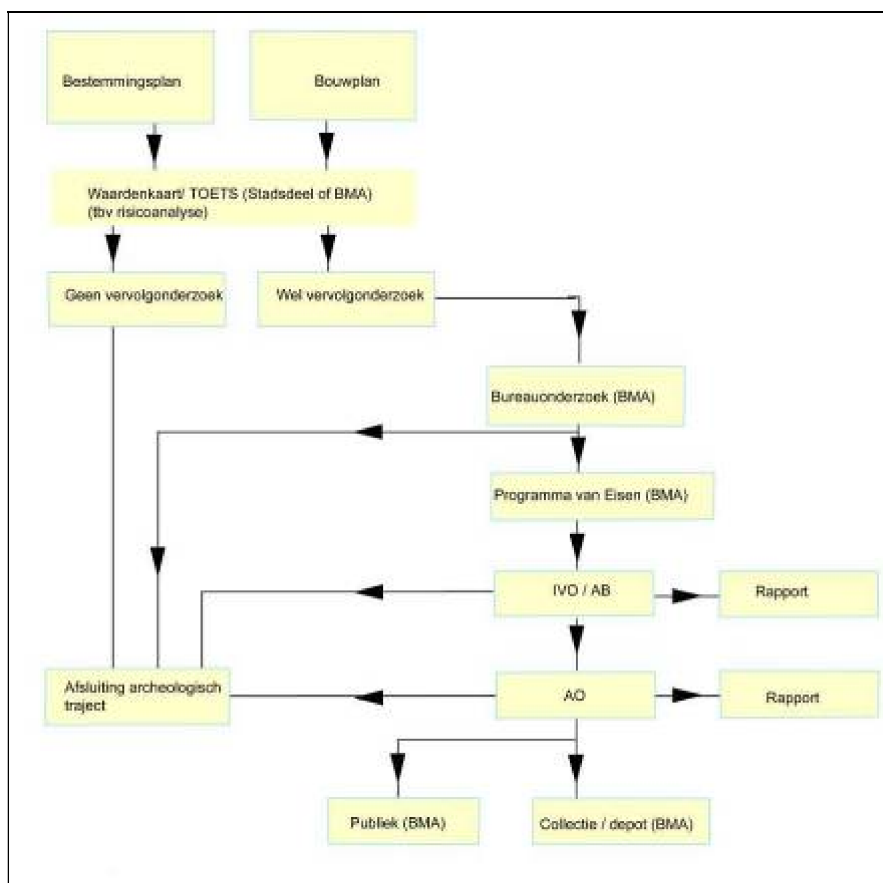 Bestemmingsplan
Bouwplan
Waardenkaart/ TOETS (Stadsdeel of BMA)
(tbv risicoanalyse)
Geen vervolgonderzoek
Wel vervolgonderzoek
Bureauonderzoek (BMA)
Programma van Eisen (BMA)
IVO / AB
Rapport
Afsluiting archeologisch
traject
AO
Rapport
Publiek (BMA)
Collectie / depot (BMA)